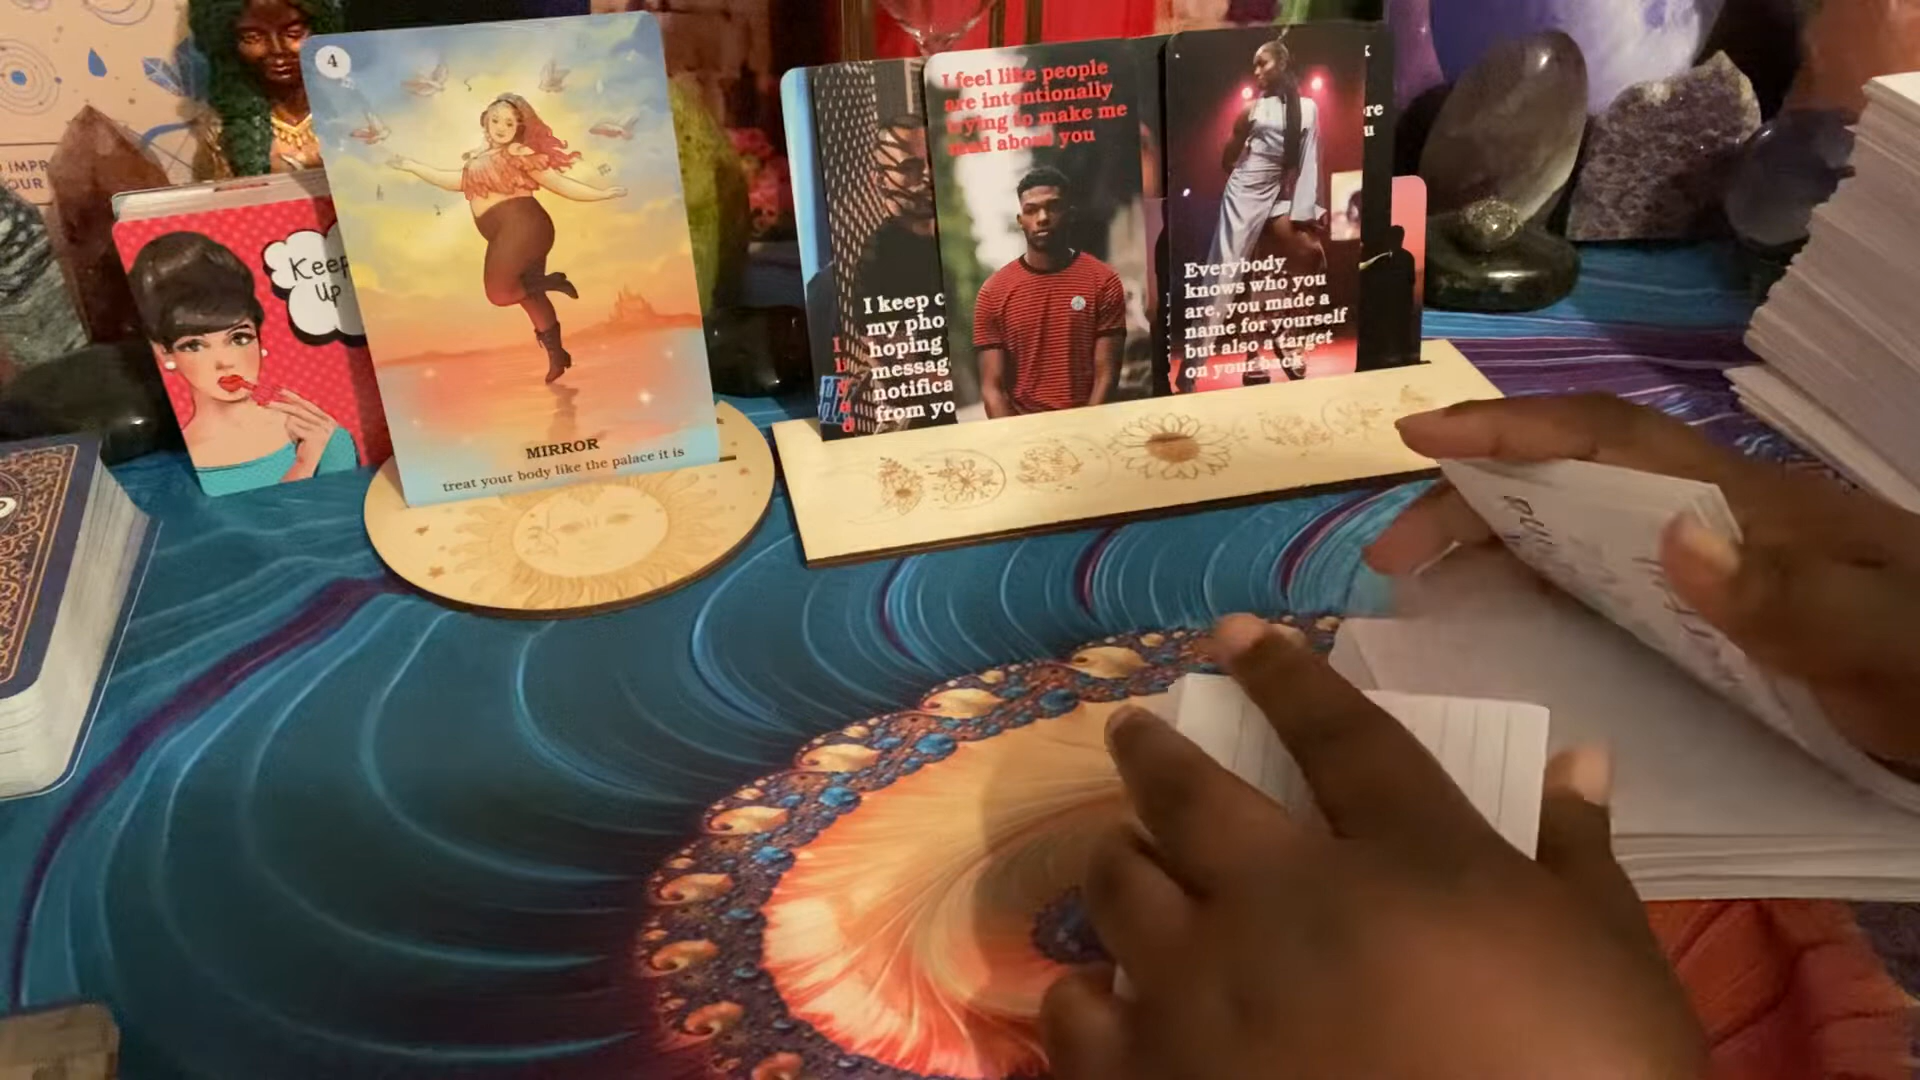 IMPR
OUR
Keep
Up
4
MIRROR
treat your body like the palace it is
I keep c
my pho
hoping
messag
notifica
from yo
I feel like people
are intentionally
trying to make me
mad about you
Everybody
knows who you
are, you made a
name for yourself
but also a target
on your back